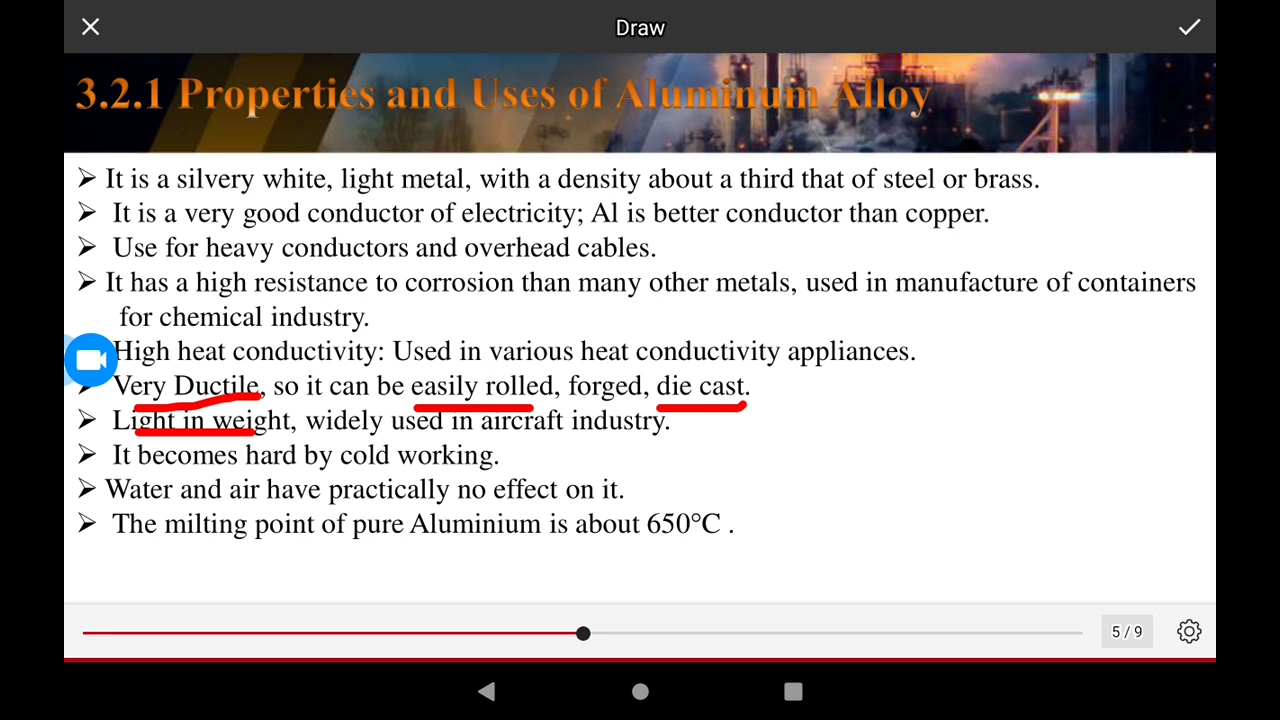 Draw
3.2.1 Properties and Uses of Aluminum Alloy
➢ It is a silvery white, light metal, with a density about a third that of steel or brass.
➢ It is a very good conductor of electricity; Al is better conductor than copper.
➢ Use for heavy conductors and overhead cables.
➢ It has a high resistance to corrosion than many other metals, used in manufacture of containers
for chemical industry.
High heat conductivity: Used in various heat conductivity appliances.
➢ Very Ductile, so it can be easily rolled, forged, die cast.
➢ Light in weight, widely used in aircraft industry.
➢ It becomes hard by cold working.
➢ Water and air have practically no effect on it.
➢ The milting point of pure Aluminium is about 650°C .
5 / 9